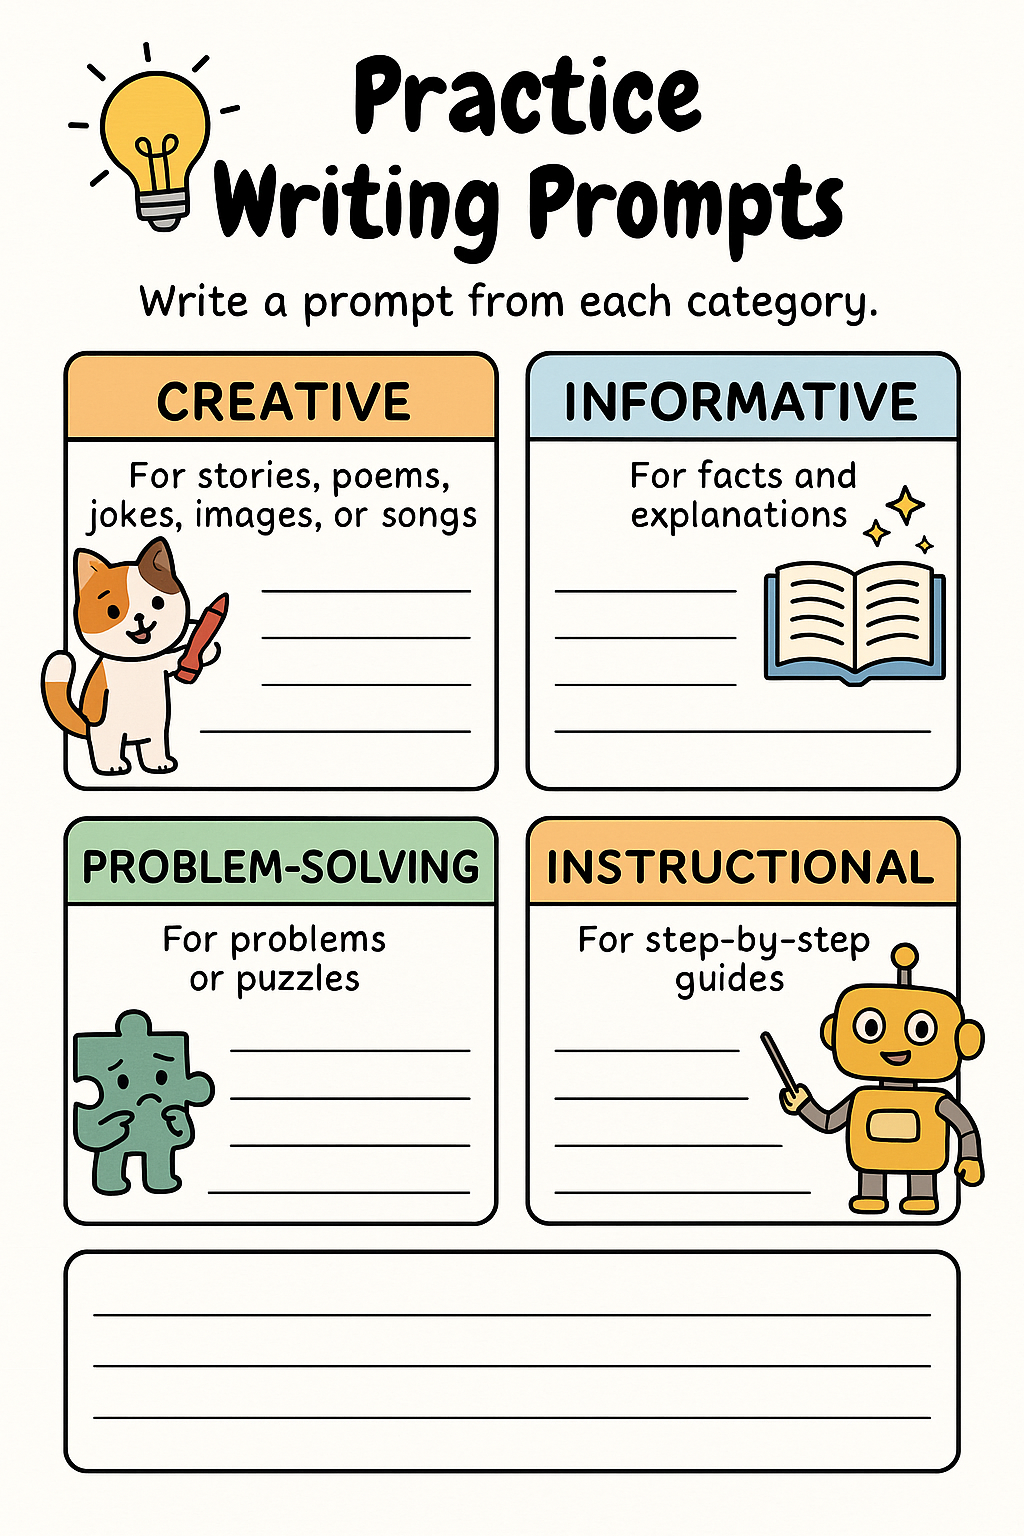 Practice
Writing Prompts
Write a prompt from each category.
CREATIVE
For stories, poems,
jokes, images, or songs
INFORMATIVE
For facts and
explanations
PROBLEM-SOLVING
For problems
or puzzles
INSTRUCTIONAL
For step-by-step
guides